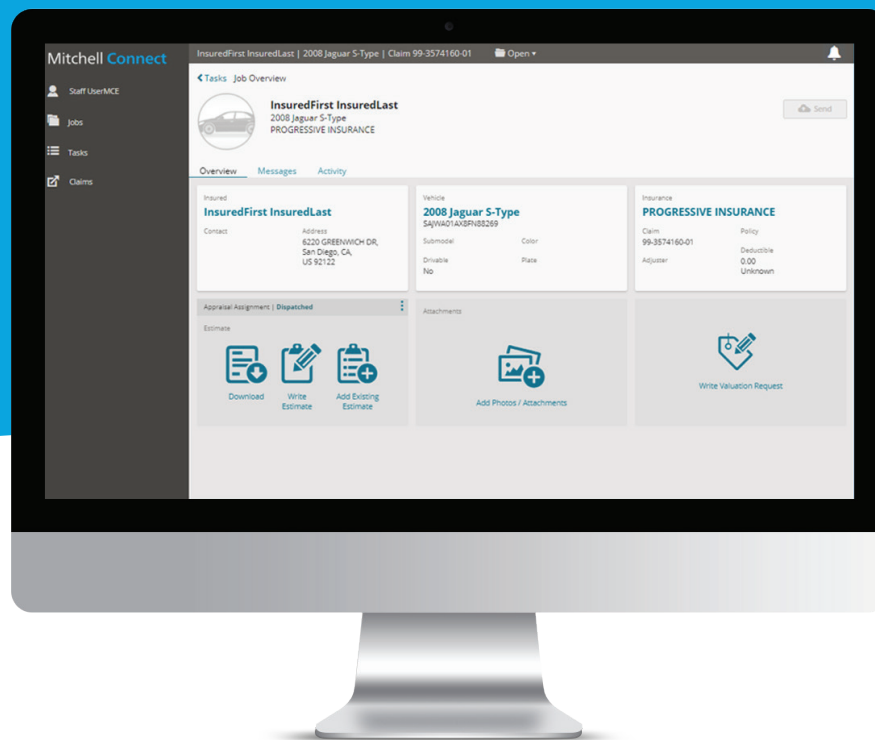 Mitchell Connect
InsuredFirst InsuredLast | 2008 Jaguar S-Type | Claim 99-3574160-01
Open
Staff UserMCE
Jobs
Tasks
Claims
Tasks Job Overview
InsuredFirst InsuredLast
2008 Jaguar S-Type
PROGRESSIVE INSURANCE
Send
Overview Messages Activity
Insured
InsuredFirst InsuredLast
Contact Address
6220 GREENWICH DR,
San Diego, CA,
US 92122
Vehicle
2008 Jaguar S-Type
SAJWA01AX8FN88269
Submodel Color
Drivable Plate
No
Insurance
PROGRESSIVE INSURANCE
Claim Policy
99-3574160-01
Deductible
Adjuster 0.00
Unknown
Appraisal Assignment | Dispatched
Estimate
Download
Write
Estimate
Add Existing
Estimate
Attachments
Add Photos / Attachments
Write Valuation Request